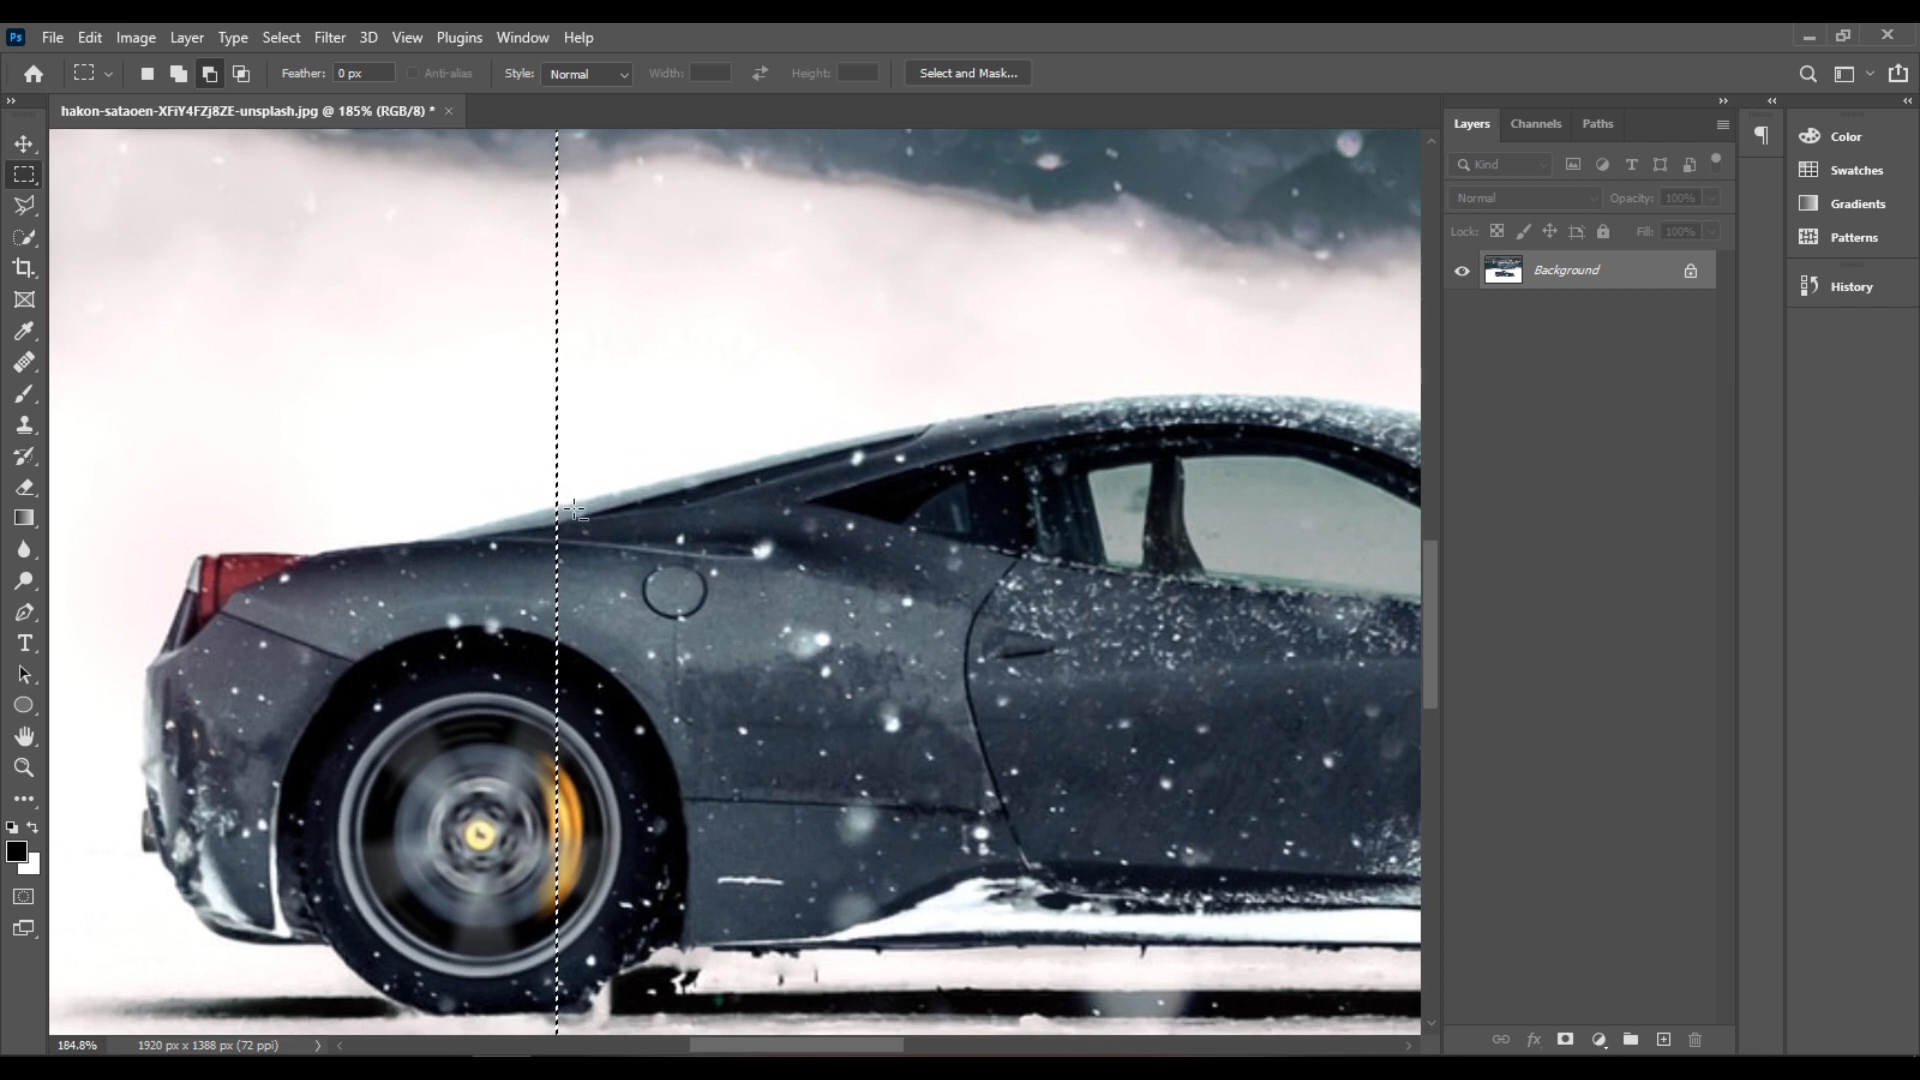 Ps File Edit Image Layer Type Select Filter 3D View Plugins Window Help
Feather: 0 px Anti-alias Style: Normal Width: Height: Select and Mask...
hakon-sataoen-XFiY4FZj8ZE-unsplash.jpg @ 185% (RGB/8) *
Layers Channels Paths
Kind
Normal Opacity: 100%
Lock: Fill: 100%
Background
Color
Swatches
Gradients
Patterns
History
184.8% 1920 px x 1388 px (72 ppi)